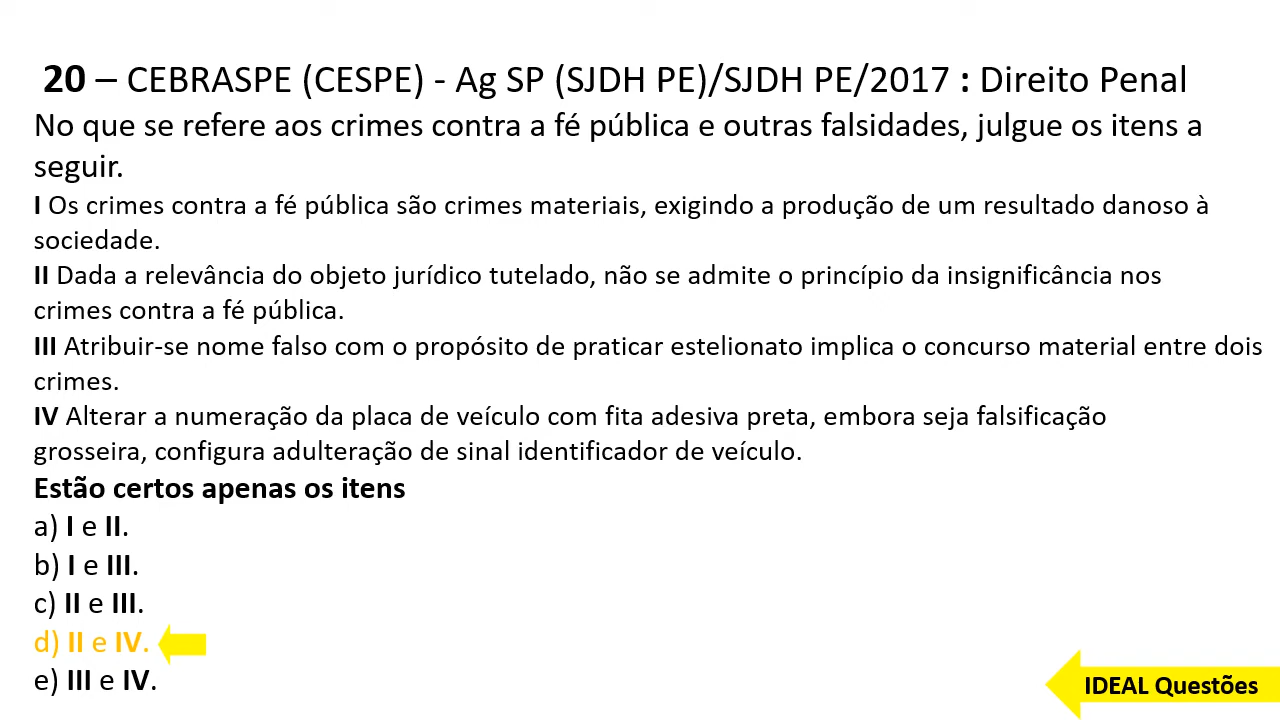 20 – CEBRASPE (CESPE) - Ag SP (SJDH PE)/SJDH PE/2017 : Direito Penal
No que se refere aos crimes contra a fé pública e outras falsidades, julgue os itens a
seguir.
I Os crimes contra a fé pública são crimes materiais, exigindo a produção de um resultado danoso à
sociedade.
II Dada a relevância do objeto jurídico tutelado, não se admite o princípio da insignificância nos
crimes contra a fé pública.
III Atribuir-se nome falso com o propósito de praticar estelionato implica o concurso material entre dois
crimes.
IV Alterar a numeração da placa de veículo com fita adesiva preta, embora seja falsificação
grosseira, configura adulteração de sinal identificador de veículo.
Estão certos apenas os itens
a) I e II.
b) I e III.
c) II e III.
d) II e IV.
e) III e IV.
IDEAL Questões